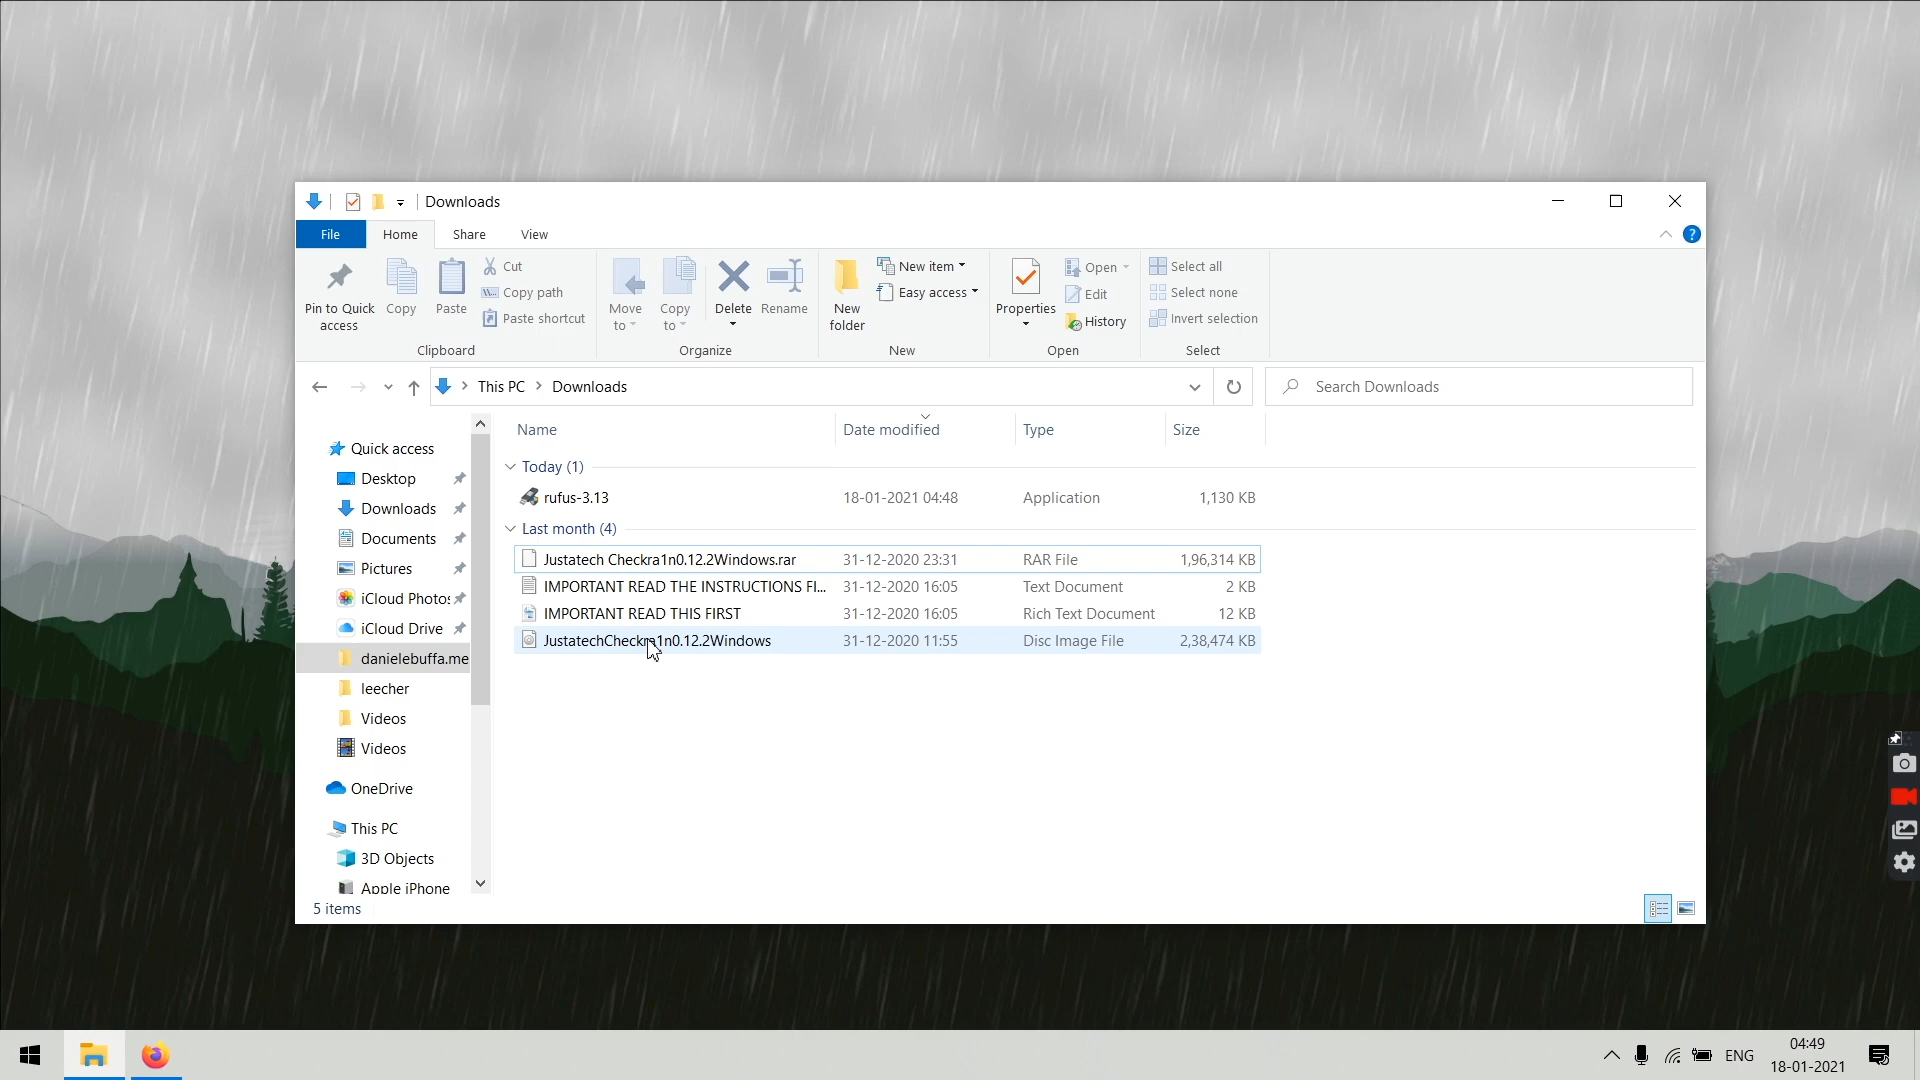 Downloads
File Home Share View
Pin to Quick access
Copy
Paste
Cut
Copy path
Paste shortcut
Clipboard
Move to
Copy to
Delete
Rename
Organize
New folder
New item
Easy access
New
Properties
Open
Edit
History
Open
Select all
Select none
Invert selection
Select
This PC > Downloads
Search Downloads
Quick access
Desktop
Downloads
Documents
Pictures
iCloud Photos
iCloud Drive
danielebuffa.me
leecher
Videos
Videos
OneDrive
This PC
3D Objects
Apple iPhone
Name Date modified Type Size
Today (1)
rufus-3.13 18-01-2021 04:48 Application 1,130 KB
Last month (4)
Justatech Checkra1n0.12.2Windows.rar 31-12-2020 23:31 RAR File 1,96,314 KB
IMPORTANT READ THE INSTRUCTIONS FI... 31-12-2020 16:05 Text Document 2 KB
IMPORTANT READ THIS FIRST 31-12-2020 16:05 Rich Text Document 12 KB
JustatechCheckra1n0.12.2Windows 31-12-2020 11:55 Disc Image File 2,38,474 KB
5 items
ENG
04:49
18-01-2021